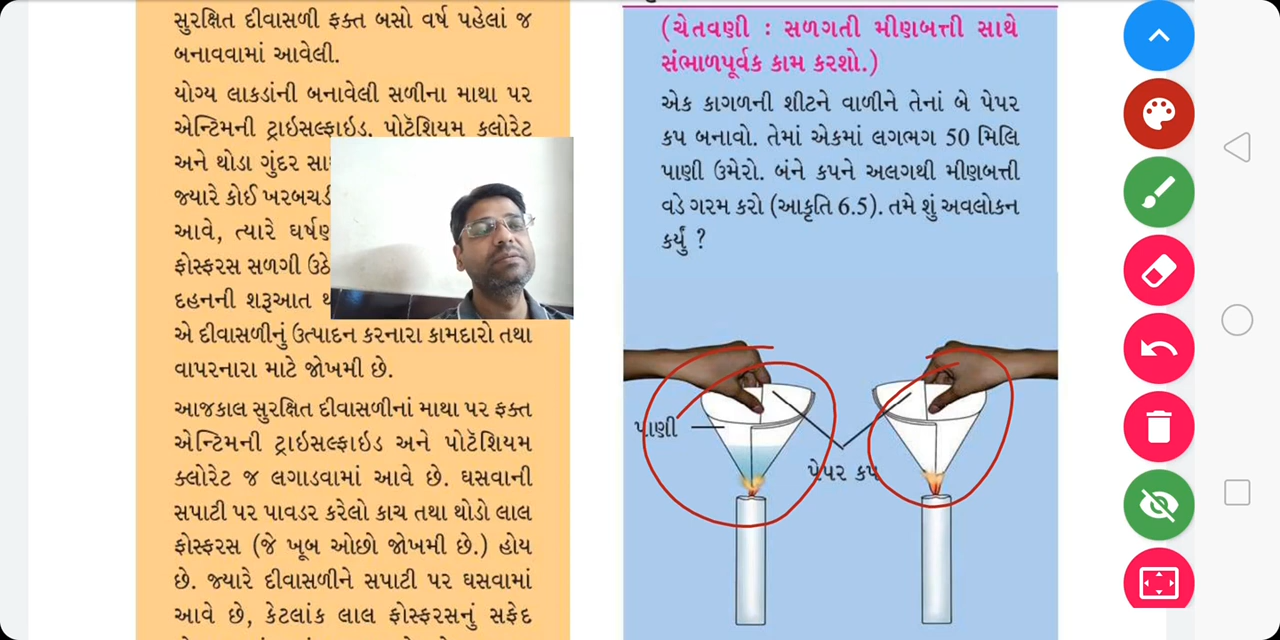 સુરક્ષિત દીવાસળી ફક્ત બસો વર્ષ પહેલાં જ
બનાવવામાં આવેલી.
યોગ્ય લાકડાંની બનાવેલી સળીના માથા પર
એન્ટિમની ટ્રાઇસલ્ફાઇડ, પોટૅશિયમ ક્લોરેટ
અને થોડા ગુંદર
જ્યારે કોઈ
આવે, ત્યારે
ફોસ્ફરસ સળગી
દહનની શરૂઆત
એ દીવાસળીનું ઉત્પાદન કરનારા કામદારો તથા
વાપરનારા માટે જોખમી છે.
આજકાલ સુરક્ષિત દીવાસળીનાં માથા પર ફક્ત
એન્ટિમની ટ્રાઇસલ્ફાઇડ અને પોટૅશિયમ
ક્લોરેટ જ લગાડવામાં આવે છે. ઘસવાની
સપાટી પર પાવડર કરેલો કાચ તથા થોડો લાલ
ફોસ્ફરસ (જે ખૂબ ઓછો જોખમી છે.) હોય
છે. જ્યારે દીવાસળીને સપાટી પર ઘસવામાં
આવે છે, કેટલાંક લાલ ફોસ્ફરસનું સફેદ
(ચેતવણી : સળગતી મીણબત્તી સાથે
સંભાળપૂર્વક કામ કરશો.)
એક કાગળની શીટને વાળીને તેનાં બે પેપર
કપ બનાવો. તેમાં એકમાં લગભગ 50 મિલિ
પાણી ઉમેરો. બંને કપને અલગથી મીણબત્તી
વડે ગરમ કરો (આકૃતિ 6.5). તમે શું અવલોકન
કર્યું ?
પાણી
પેપર કપ